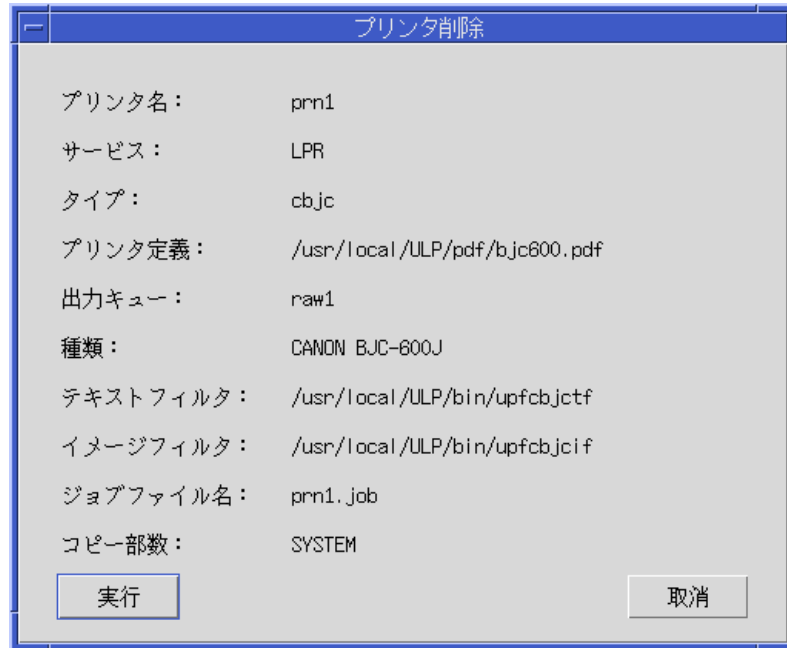 プリンタ削除
プリンタ名： prn1
サービス： LPR
タイプ： cbjc
プリンタ定義： /usr/local/ULP/pdf/bjc600.pdf
出力キュー： raw1
種類： CANON BJC-600J
テキストフィルタ： /usr/local/ULP/bin/upfcbjctf
イメージフィルタ： /usr/local/ULP/bin/upfcbjcif
ジョブファイル名： prn1.job
コピー部数： SYSTEM
実行 取消